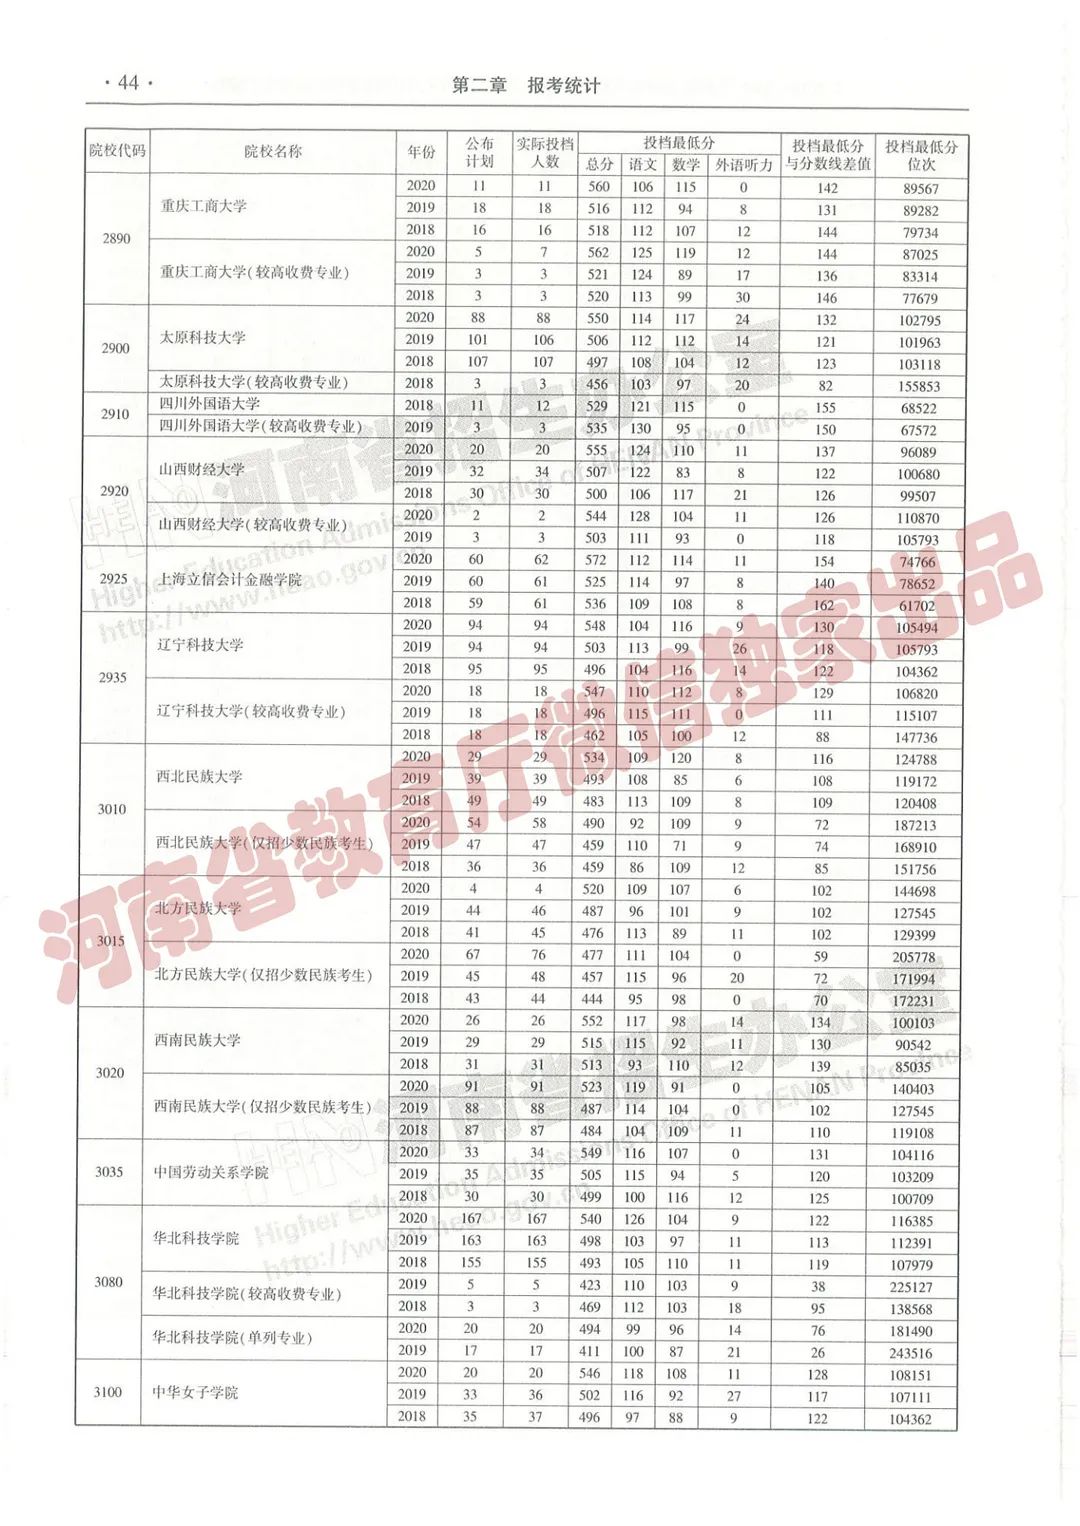 · 44 ·
第二章 报考统计
院校代码 院校名称 年份 公布计划 实际投档人数 投档最低分 投档最低分与分数线差值 投档最低分位次
总分 语文 数学 外语听力
2890 重庆工商大学 2020 11 11 560 106 115 0 142 89567
2019 18 18 516 112 94 8 131 89282
2018 16 16 518 112 107 12 144 79734
重庆工商大学(较高收费专业) 2020 5 7 562 125 119 12 144 87025
2019 3 3 521 124 89 17 136 83314
2018 3 3 520 113 99 30 146 77679
2900 太原科技大学 2020 88 88 550 114 117 24 132 102795
2019 101 106 506 112 112 14 121 101963
2018 107 107 497 108 104 12 123 103118
太原科技大学(较高收费专业) 2018 3 3 456 103 97 20 82 155853
2910 四川外国语大学 2018 11 12 529 121 115 0 155 68522
四川外国语大学(较高收费专业) 2019 3 3 535 130 95 0 150 67572
2920 山西财经大学 2020 20 20 555 124 110 11 137 96089
2019 32 34 507 122 83 8 122 100680
2018 30 30 500 106 117 21 126 99507
山西财经大学(较高收费专业) 2020 2 2 544 128 104 11 126 110870
2019 3 3 503 111 93 0 118 105793
2925 上海立信会计金融学院 2020 60 62 572 112 114 11 154 74766
2019 60 61 525 114 97 8 140 78652
2018 59 61 536 109 108 8 162 61702
2935 辽宁科技大学 2020 94 94 548 104 116 9 130 105494
2019 94 94 503 113 99 26 118 105793
2018 95 95 496 104 116 14 122 104362
辽宁科技大学(较高收费专业) 2020 18 18 547 110 112 8 129 106820
2019 18 18 496 115 111 0 111 115107
2018 18 18 462 105 100 12 88 147736
3010 西北民族大学 2020 29 29 534 109 120 8 116 124788
2019 39 39 493 108 85 6 108 119172
2018 49 49 483 113 109 8 109 120408
西北民族大学(仅招少数民族考生) 2020 54 58 490 92 109 9 72 187213
2019 47 47 459 110 71 9 74 168910
2018 36 36 459 86 109 12 85 151756
3015 北方民族大学 2020 4 4 520 109 107 6 102 144698
2019 44 46 487 96 101 9 102 127545
2018 41 45 476 113 89 11 102 129399
北方民族大学(仅招少数民族考生) 2020 67 76 477 111 104 0 59 205778
2019 45 48 457 115 96 20 72 171994
2018 43 44 444 95 98 0 70 172231
3020 西南民族大学 2020 26 26 552 117 98 14 134 100103
2019 29 29 515 115 92 11 130 90542
2018 31 31 513 93 110 12 139 85035
西南民族大学(仅招少数民族考生) 2020 91 91 523 119 91 0 105 140403
2019 88 88 487 114 104 0 102 127545
2018 87 87 484 104 109 11 110 119108
3035 中国劳动关系学院 2020 33 34 549 116 107 0 131 104116
2019 35 35 505 115 94 5 120 103209
2018 30 30 499 100 116 12 125 100709
3080 华北科技学院 2020 167 167 540 126 104 9 122 116385
2019 163 163 498 103 97 11 113 112391
2018 155 155 493 105 110 11 119 107979
华北科技学院(较高收费专业) 2019 5 5 423 110 103 9 38 225127
2018 3 3 469 112 103 18 95 138568
华北科技学院(单列专业) 2020 20 20 494 99 96 14 76 181490
2019 17 17 411 100 87 21 26 243516
3100 中华女子学院 2020 20 20 546 118 108 11 128 108151
2019 33 36 502 116 92 27 117 107111
2018 35 37 496 97 88 9 122 104362
河南省招生办公室
Higher Education Admissions Office of HENAN Province
http://www.heao.gov.cn
河南省教育厅微信独家出品
河南省招生办公室
Higher Education Admissions Office of HENAN Province
http://www.heao.gov.cn